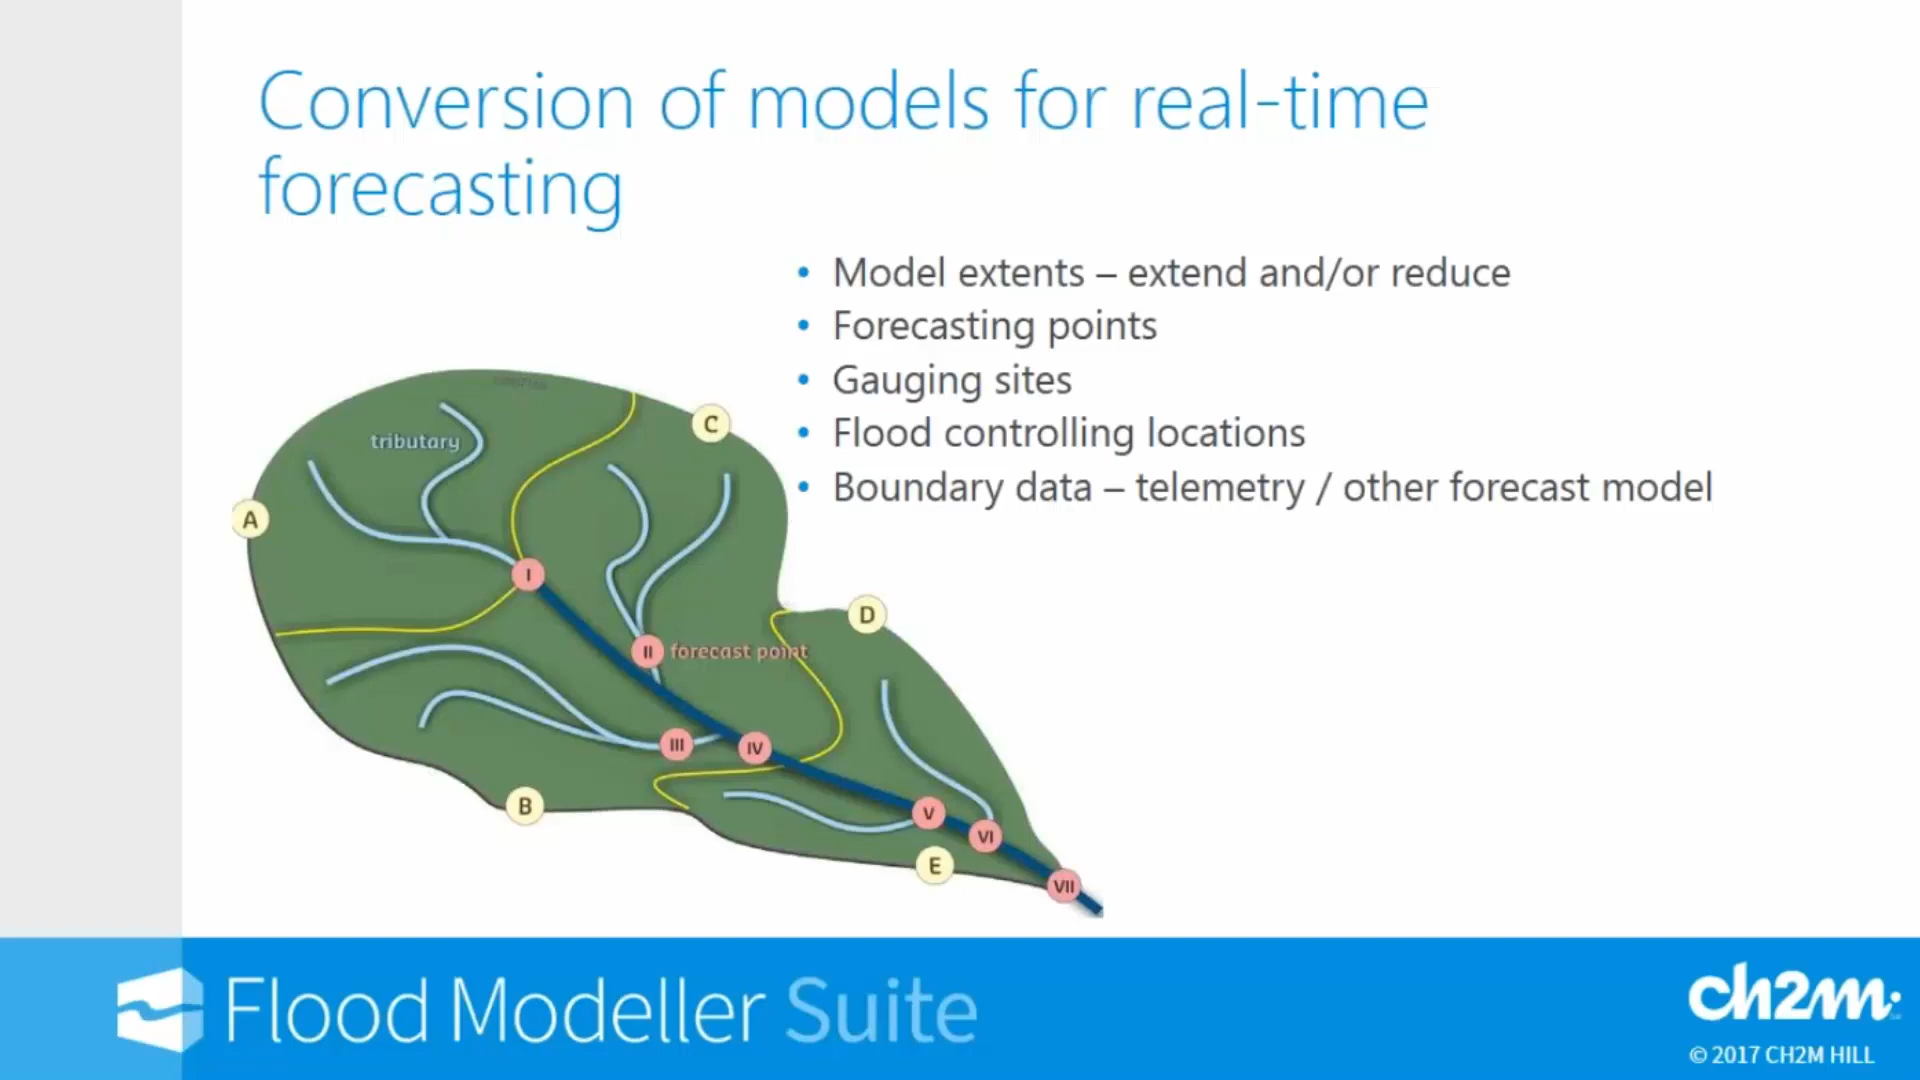 Conversion of models for real-time
forecasting
• Model extents – extend and/or reduce
• Forecasting points
• Gauging sites
• Flood controlling locations
• Boundary data – telemetry / other forecast model
C
tributary
A
I
D
II forecast point
III
IV
B
V
VI
E
VII
Flood Modeller Suite
ch2m:
© 2017 CH2M HILL